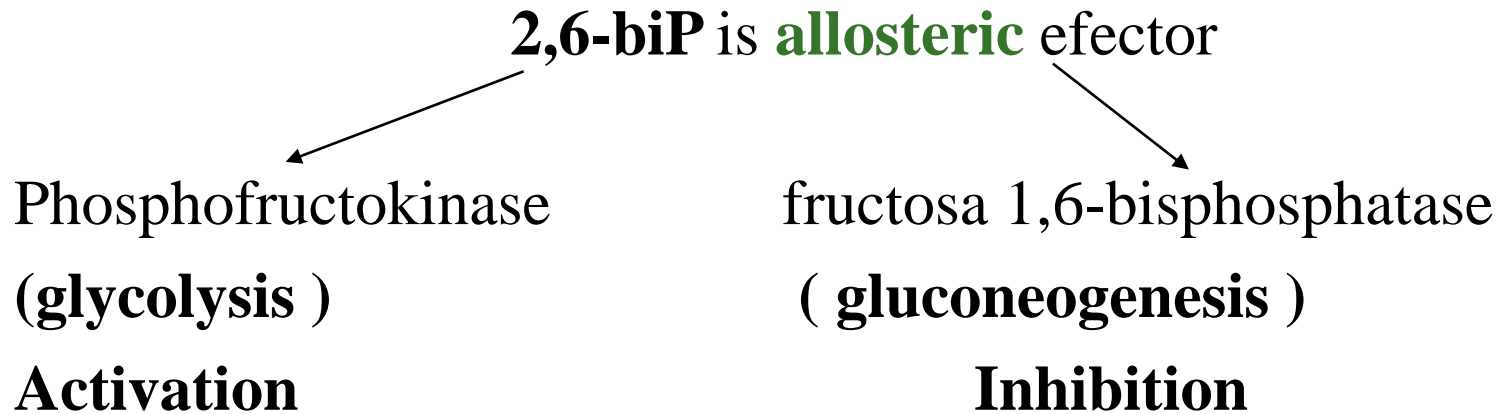 2,6-biP is allosteric efector
Phosphofructokinase fructosa 1,6-bisphosphatase
(glycolysis ) ( gluconeogenesis )
Activation Inhibition